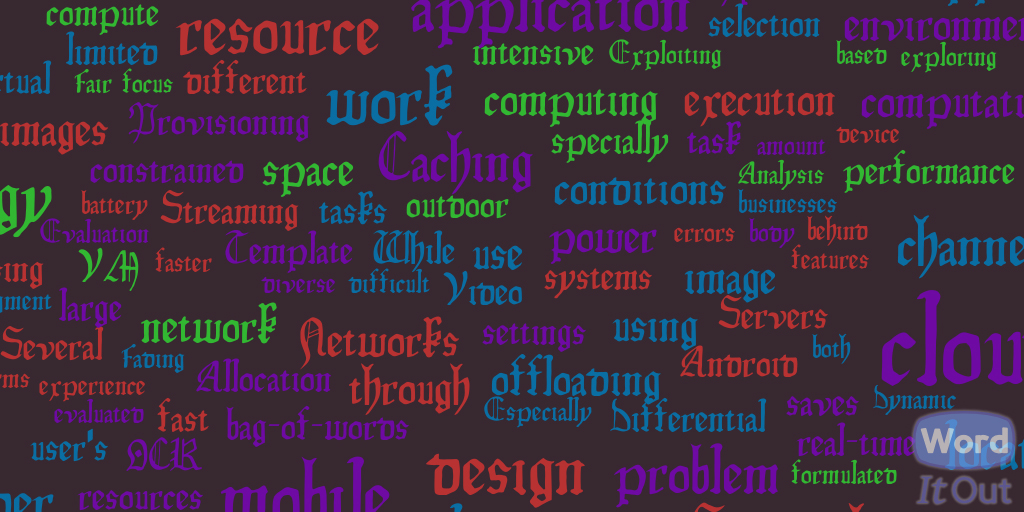 compute
resource
application
selection
environmen
limited
intensive
Exploiting
based
exploring
rtual
Fair
focus
different
work
computing
execution
computati
images
Provisioning
specially
task
amount
device
constrained
space
Caching
conditions
Analysis
performance
gy
battery
Streaming
tasks
outdoor
businesses
Evaluation
Template
While
use
power
errors
body
behind
channe
ing
VM
faster
diverse
difficult
Video
systems
image
features
gment
large
network
Networks
settings
using
Servers
clou
Several
Fading
Allocation
through
offloading
Android
both
ms
experience
evaluated
fast
bag-of-words
Especially
Differential
saves
Dynamic
user's
OCR
real-time
locat
resources
mobile
design
problem
formulated
per
Word
It Out